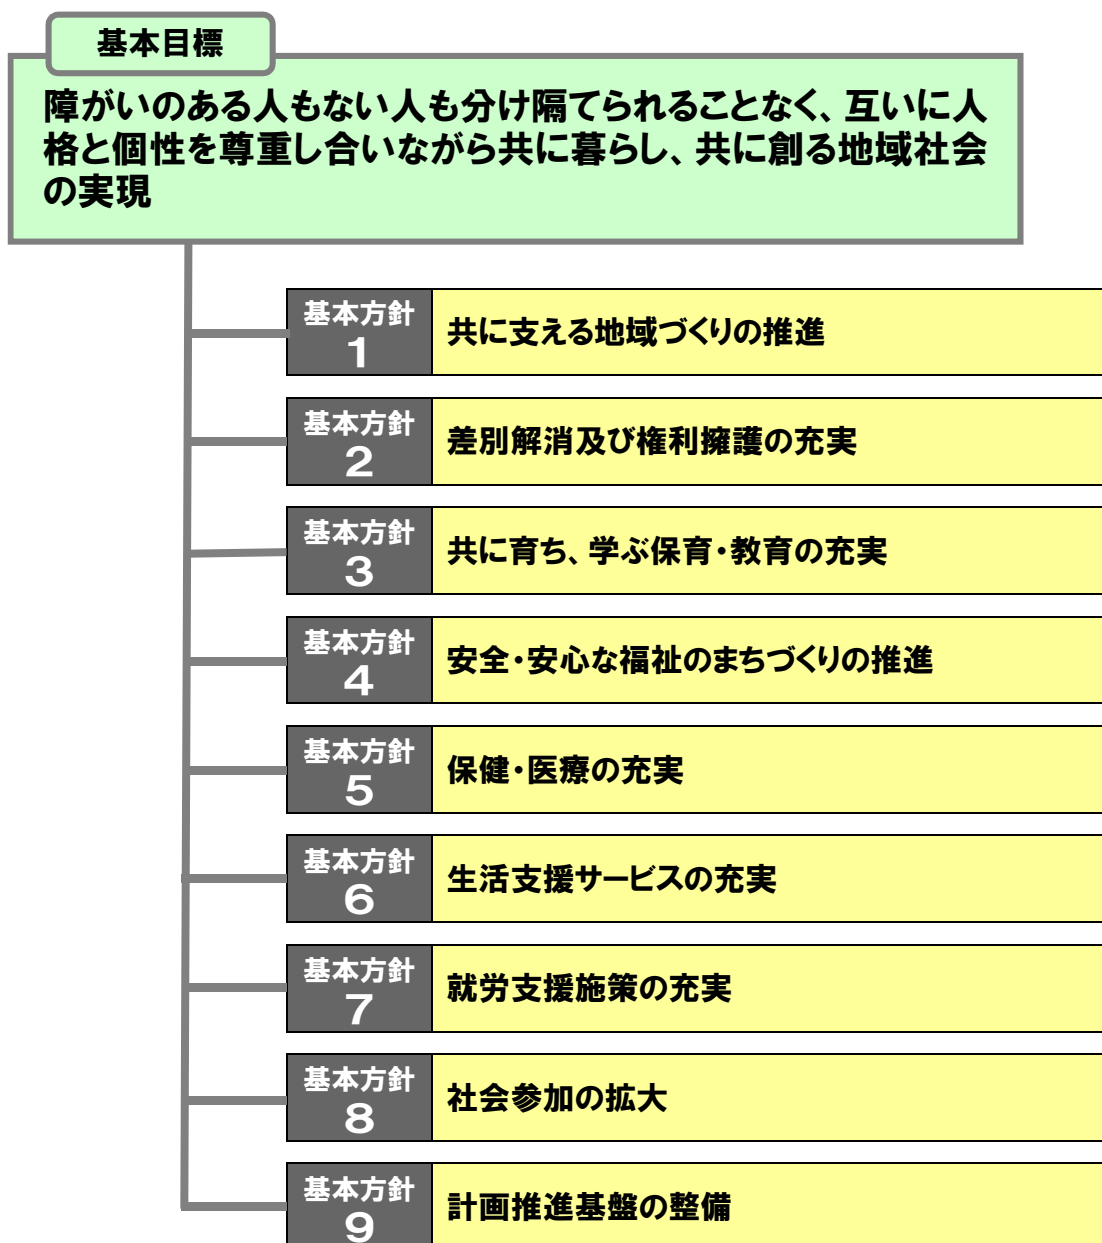 基本目標
障がいのある人もない人も分け隔てられることなく、互いに人
格と個性を尊重し合いながら共に暮らし、共に創る地域社会
の実現
基本方針
1
共に支える地域づくりの推進
基本方針
2
差別解消及び権利擁護の充実
基本方針
3
共に育ち、学ぶ保育・教育の充実
基本方針
4
安全・安心な福祉のまちづくりの推進
基本方針
5
保健・医療の充実
基本方針
6
生活支援サービスの充実
基本方針
7
就労支援施策の充実
基本方針
8
社会参加の拡大
基本方針
9
計画推進基盤の整備